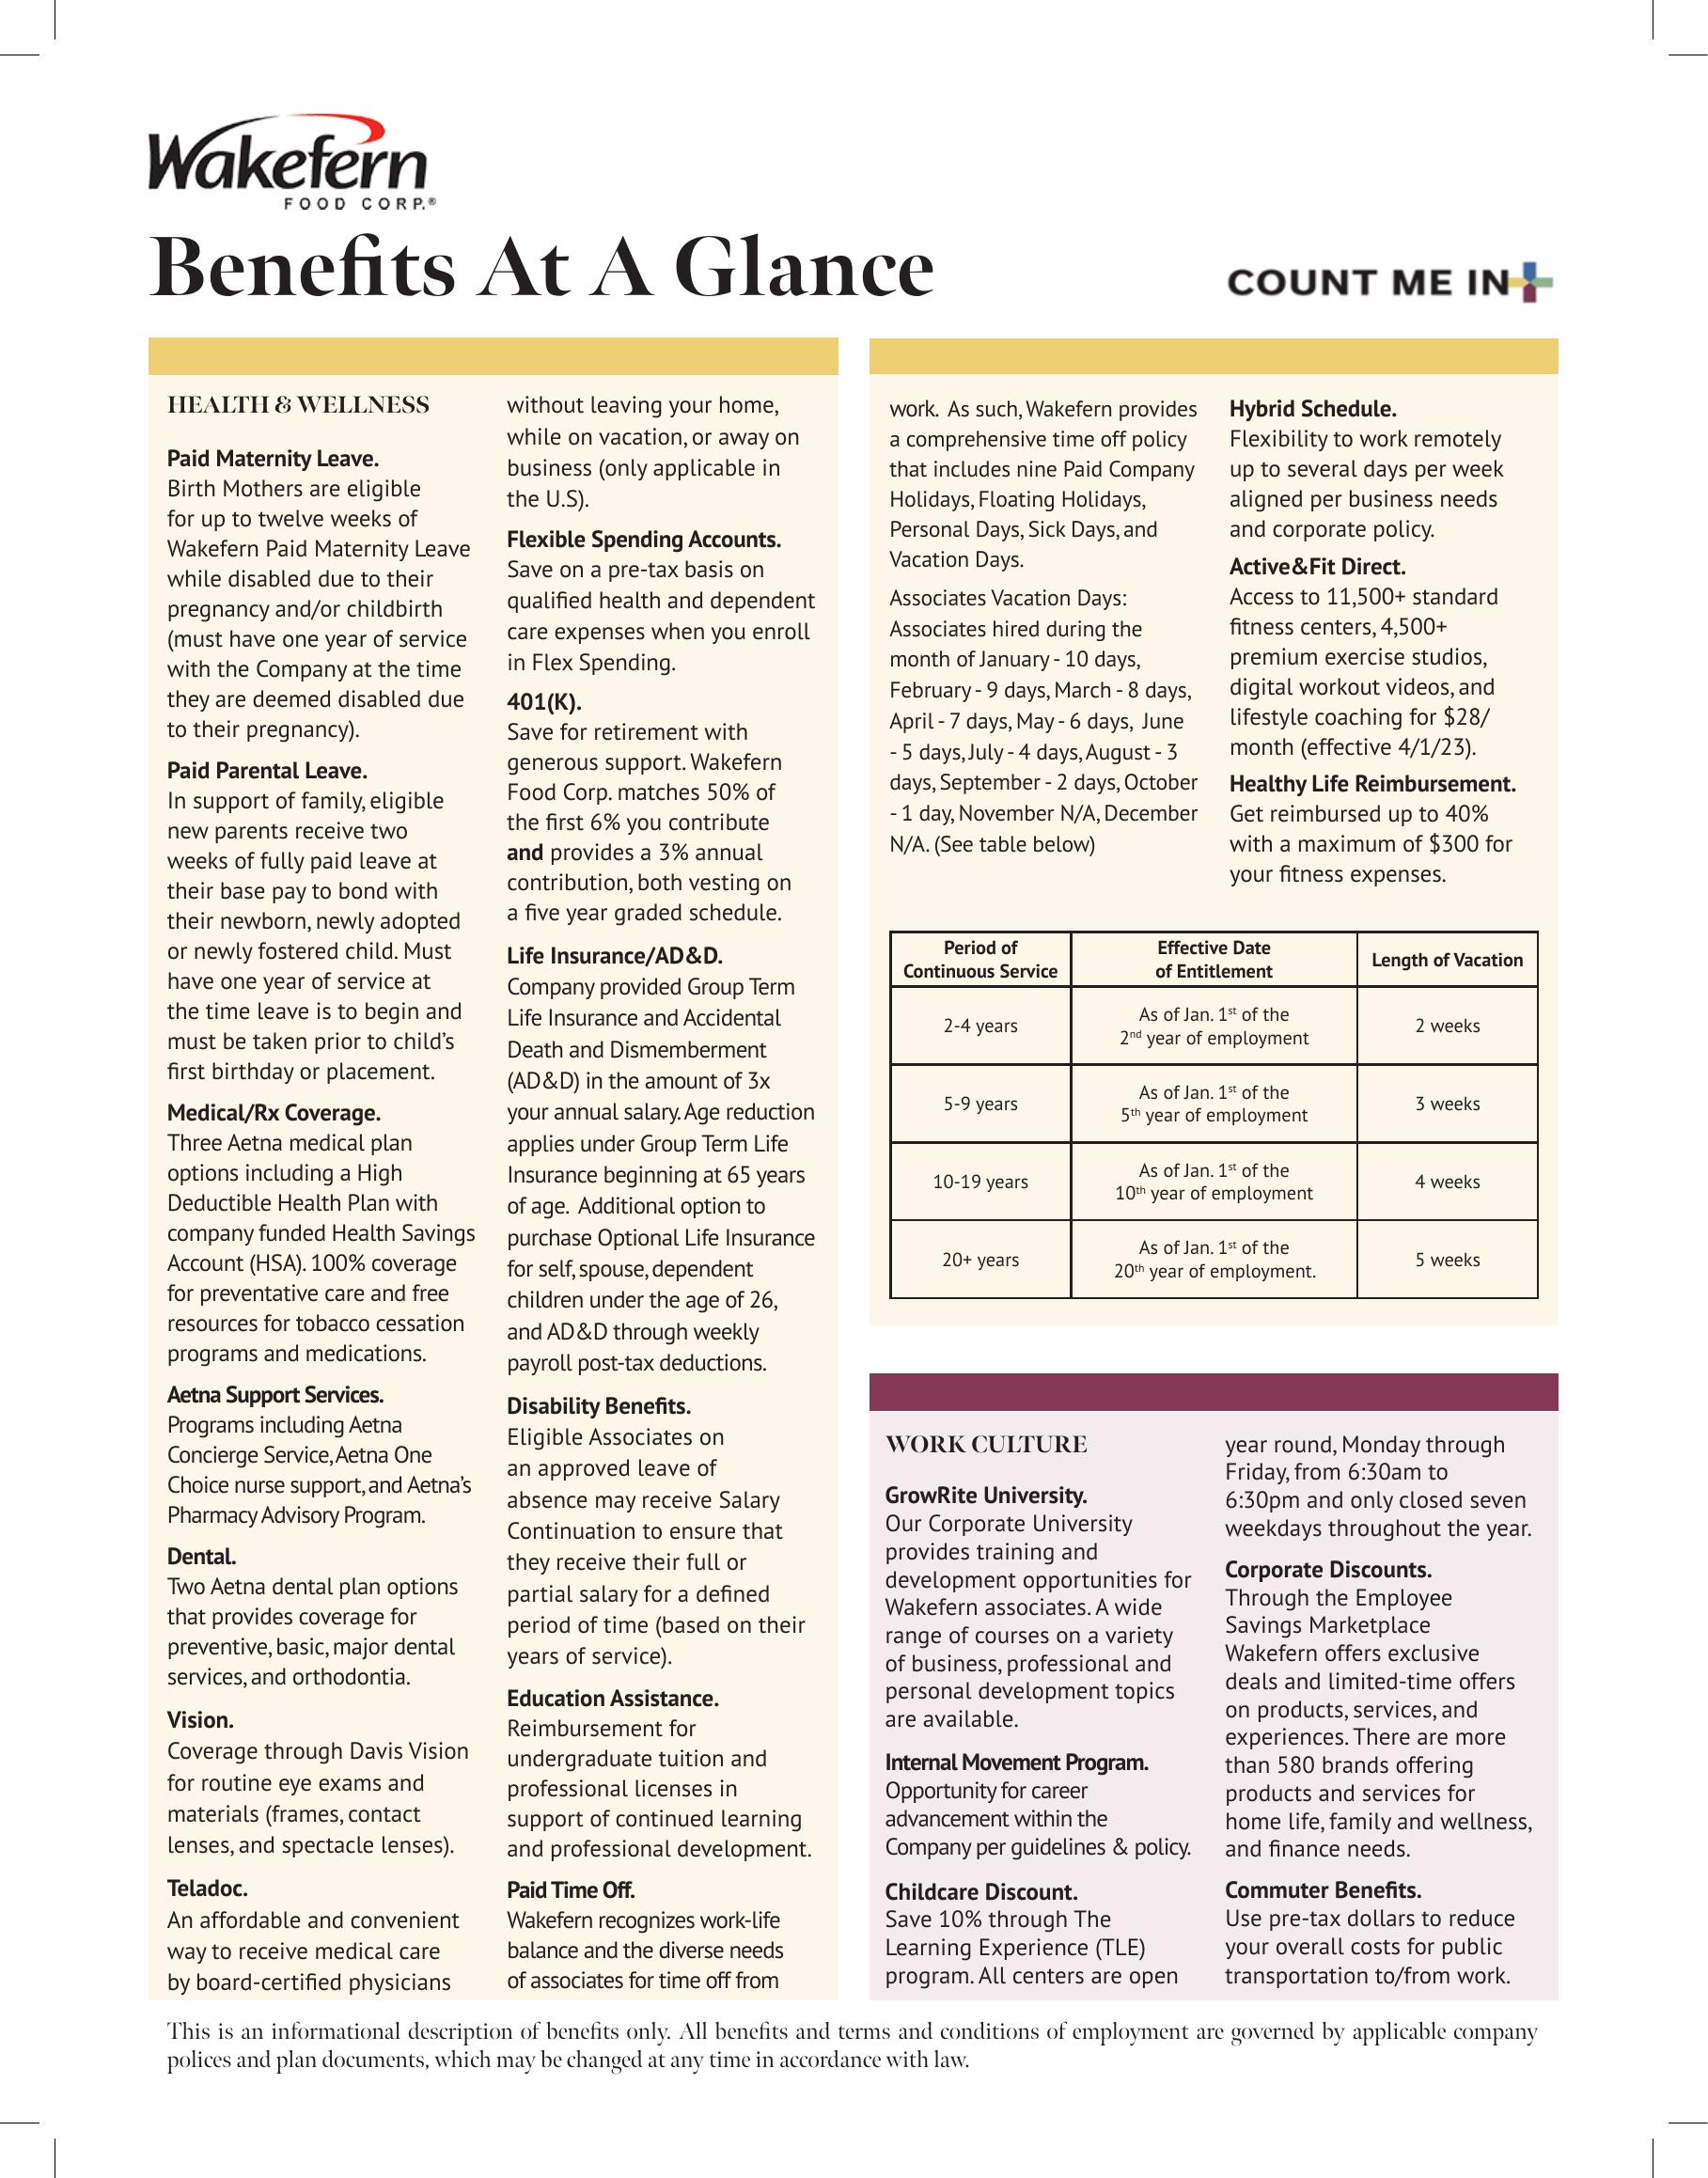 Wakefern
FOOD CORP.®
Benefits At A Glance
COUNT ME IN
HEALTH & WELLNESS
Paid Maternity Leave.
Birth Mothers are eligible
for up to twelve weeks of
Wakefern Paid Maternity Leave
while disabled due to their
pregnancy and/or childbirth
(must have one year of service
with the Company at the time
they are deemed disabled due
to their pregnancy).
Paid Parental Leave.
In support of family, eligible
new parents receive two
weeks of fully paid leave at
their base pay to bond with
their newborn, newly adopted
or newly fostered child. Must
have one year of service at
the time leave is to begin and
must be taken prior to child’s
first birthday or placement.
Medical/Rx Coverage.
Three Aetna medical plan
options including a High
Deductible Health Plan with
company funded Health Savings
Account (HSA). 100% coverage
for preventative care and free
resources for tobacco cessation
programs and medications.
Aetna Support Services.
Programs including Aetna
Concierge Service, Aetna One
Choice nurse support, and Aetna’s
Pharmacy Advisory Program.
Dental.
Two Aetna dental plan options
that provides coverage for
preventive, basic, major dental
services, and orthodontia.
Vision.
Coverage through Davis Vision
for routine eye exams and
materials (frames, contact
lenses, and spectacle lenses).
Teladoc.
An affordable and convenient
way to receive medical care
by board-certified physicians
without leaving your home,
while on vacation, or away on
business (only applicable in
the U.S).
Flexible Spending Accounts.
Save on a pre-tax basis on
qualified health and dependent
care expenses when you enroll
in Flex Spending.
401(K).
Save for retirement with
generous support. Wakefern
Food Corp. matches 50% of
the first 6% you contribute
and provides a 3% annual
contribution, both vesting on
a five year graded schedule.
Life Insurance/AD&D.
Company provided Group Term
Life Insurance and Accidental
Death and Dismemberment
(AD&D) in the amount of 3x
your annual salary. Age reduction
applies under Group Term Life
Insurance beginning at 65 years
of age. Additional option to
purchase Optional Life Insurance
for self, spouse, dependent
children under the age of 26,
and AD&D through weekly
payroll post-tax deductions.
Disability Benefits.
Eligible Associates on
an approved leave of
absence may receive Salary
Continuation to ensure that
they receive their full or
partial salary for a defined
period of time (based on their
years of service).
Education Assistance.
Reimbursement for
undergraduate tuition and
professional licenses in
support of continued learning
and professional development.
Paid Time Off.
Wakefern recognizes work-life
balance and the diverse needs
of associates for time off from
work. As such, Wakefern provides
a comprehensive time off policy
that includes nine Paid Company
Holidays, Floating Holidays,
Personal Days, Sick Days, and
Vacation Days.
Associates Vacation Days:
Associates hired during the
month of January - 10 days,
February - 9 days, March - 8 days,
April - 7 days, May - 6 days, June
- 5 days, July - 4 days, August - 3
days, September - 2 days, October
- 1 day, November N/A, December
N/A. (See table below)
Hybrid Schedule.
Flexibility to work remotely
up to several days per week
aligned per business needs
and corporate policy.
Active&Fit Direct.
Access to 11,500+ standard
fitness centers, 4,500+
premium exercise studios,
digital workout videos, and
lifestyle coaching for $28/
month (effective 4/1/23).
Healthy Life Reimbursement.
Get reimbursed up to 40%
with a maximum of $300 for
your fitness expenses.
Period of
Continuous Service
Effective Date
of Entitlement
Length of Vacation
2-4 years
As of Jan. 1st of the
2nd year of employment
2 weeks
5-9 years
As of Jan. 1st of the
5th year of employment
3 weeks
10-19 years
As of Jan. 1st of the
10th year of employment
4 weeks
20+ years
As of Jan. 1st of the
20th year of employment.
5 weeks
WORK CULTURE
GrowRite University.
Our Corporate University
provides training and
development opportunities for
Wakefern associates. A wide
range of courses on a variety
of business, professional and
personal development topics
are available.
Internal Movement Program.
Opportunity for career
advancement within the
Company per guidelines & policy.
Childcare Discount.
Save 10% through The
Learning Experience (TLE)
program. All centers are open
year round, Monday through
Friday, from 6:30am to
6:30pm and only closed seven
weekdays throughout the year.
Corporate Discounts.
Through the Employee
Savings Marketplace
Wakefern offers exclusive
deals and limited-time offers
on products, services, and
experiences. There are more
than 580 brands offering
products and services for
home life, family and wellness,
and finance needs.
Commuter Benefits.
Use pre-tax dollars to reduce
your overall costs for public
transportation to/from work.
This is an informational description of benefits only. All benefits and terms and conditions of employment are governed by applicable company
polices and plan documents, which may be changed at any time in accordance with law.